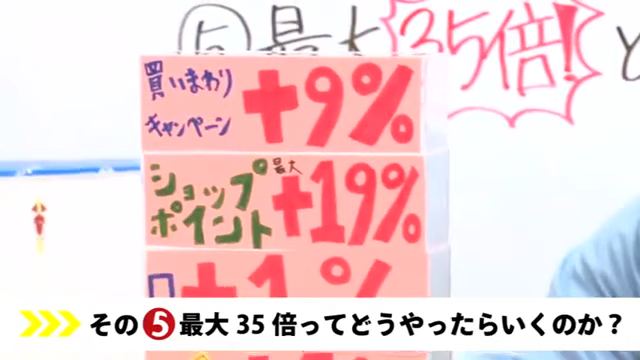 ⑤最大35倍!と
買いまわり
キャンペーン
+9%
ショップ
ポイント
最大
+19%
+1%
その5最大35倍ってどうやったらいくのか?